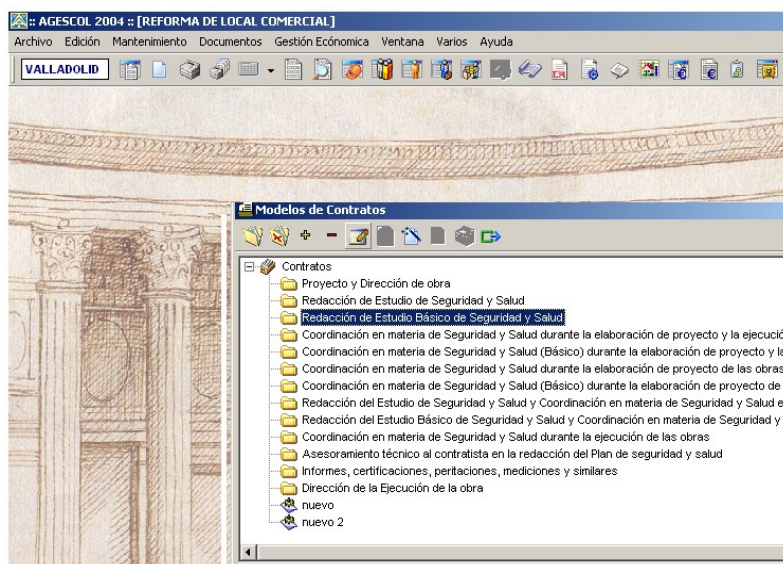 :: AGESCOL 2004 :: [REFORMA DE LOCAL COMERCIAL]
Archivo Edición Mantenimiento Documentos Gestión Económica Ventana Varios Ayuda
VALLADOLID
Modelos de Contratos
Contratos
Proyecto y Dirección de obra
Redacción de Estudio de Seguridad y Salud
Redacción de Estudio Básico de Seguridad y Salud
Coordinación en materia de Seguridad y Salud durante la elaboración de proyecto y la ejecució
Coordinación en materia de Seguridad y Salud (Básico) durante la elaboración de proyecto y la
Coordinación en materia de Seguridad y Salud durante la elaboración de proyecto de las obras
Coordinación en materia de Seguridad y Salud (Básico) durante la elaboración de proyecto de
Redacción del Estudio de Seguridad y Salud y Coordinación en materia de Seguridad y Salud e
Redacción del Estudio Básico de Seguridad y Salud y Coordinación en materia de Seguridad y
Coordinación en materia de Seguridad y Salud durante la ejecución de las obras
Asesoramiento técnico al contratista en la redacción del Plan de seguridad y salud
Informes, certificaciones, peritaciones, mediciones y similares
Dirección de la Ejecución de la obra
nuevo
nuevo 2